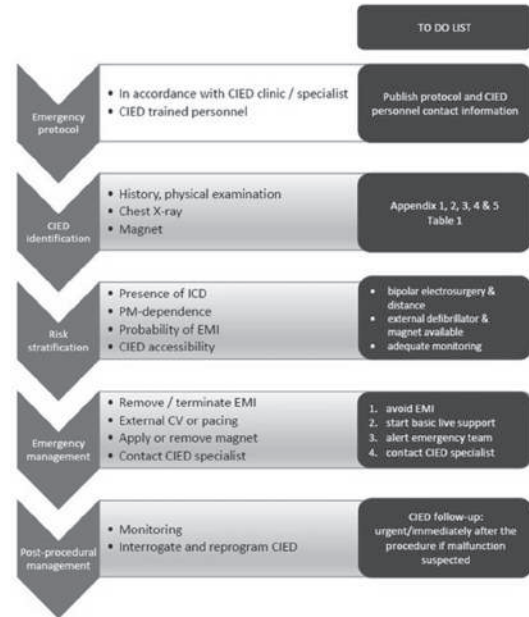 TO DO LIST
Emergency
protocol
• In accordance with CIED clinic / specialist
• CIED trained personnel
Publish protocol and CIED
personnel contact information
CIED
identification
• History, physical examination
• Chest X-ray
• Magnet
Appendix 1, 2, 3, 4 & 5
Table 1
Risk
stratification
• Presence of ICD
• PM-dependence
• Probability of EMI
• CIED accessibility
• bipolar electrosurgery &
distance
• external defibrillator &
magnet available
• adequate monitoring
Emergency
management
• Remove / terminate EMI
• External CV or pacing
• Apply or remove magnet
• Contact CIED specialist
1. avoid EMI
2. start basic live support
3. alert emergency team
4. contact CIED specialist
Post-procedural
management
• Monitoring
• Interrogate and reprogram CIED
CIED follow-up:
urgent/immediately after the
procedure if malfunction
suspected